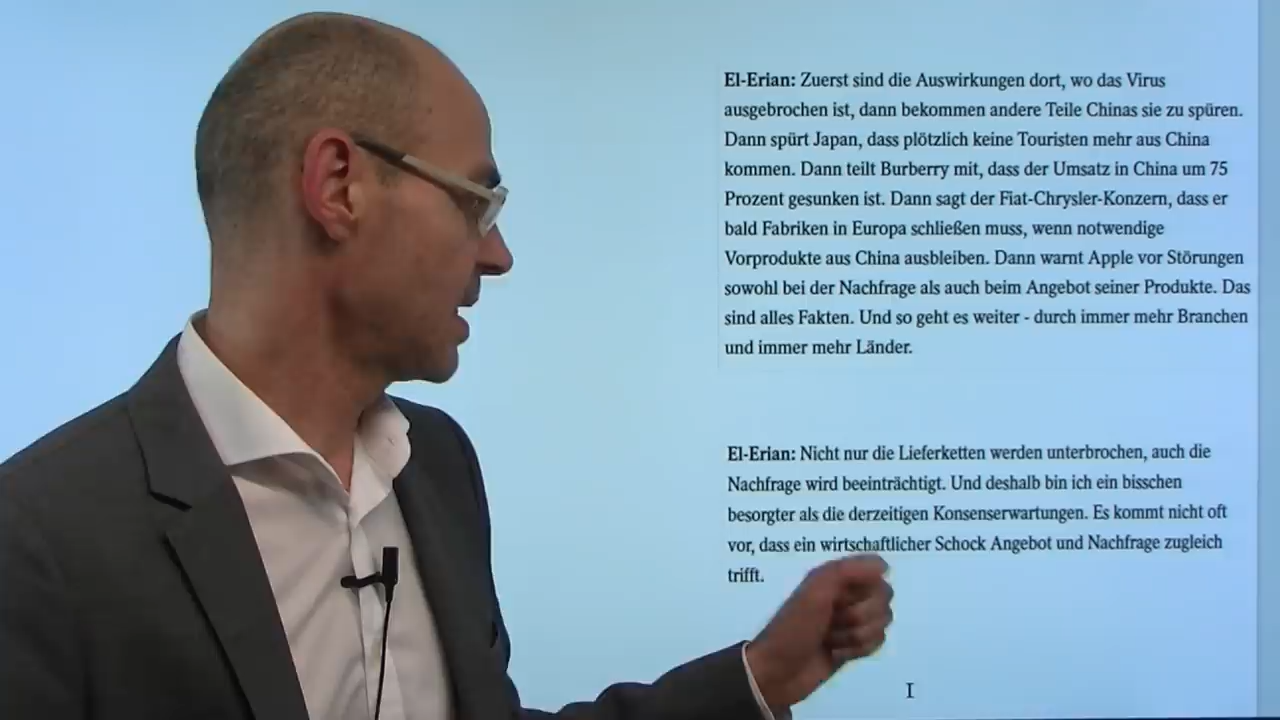 El-Erian: Zuerst sind die Auswirkungen dort, wo das Virus
ausgebrochen ist, dann bekommen andere Teile Chinas sie zu spüren.
Dann spürt Japan, dass plötzlich keine Touristen mehr aus China
kommen. Dann teilt Burberry mit, dass der Umsatz in China um 75
Prozent gesunken ist. Dann sagt der Fiat-Chrysler-Konzern, dass er
bald Fabriken in Europa schließen muss, wenn notwendige
Vorprodukte aus China ausbleiben. Dann warnt Apple vor Störungen
sowohl bei der Nachfrage als auch beim Angebot seiner Produkte. Das
sind alles Fakten. Und so geht es weiter - durch immer mehr Branchen
und immer mehr Länder.
El-Erian: Nicht nur die Lieferketten werden unterbrochen, auch die
Nachfrage wird beeinträchtigt. Und deshalb bin ich ein bisschen
besorgter als die derzeitigen Konsenserwartungen. Es kommt nicht oft
vor, dass ein wirtschaftlicher Schock Angebot und Nachfrage zugleich
trifft.